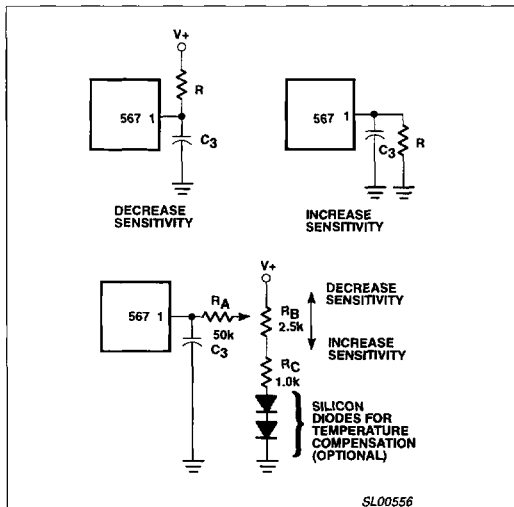 V+
R
567 1
C3
DECREASE
SENSITIVITY
567 1
C3
R
INCREASE
SENSITIVITY
V+
567 1
RA
50k
C3
RB
2.5k
DECREASE
SENSITIVITY
INCREASE
SENSITIVITY
RC
1.0k
SILICON
DIODES FOR
TEMPERATURE
COMPENSATION
(OPTIONAL)
SL00556